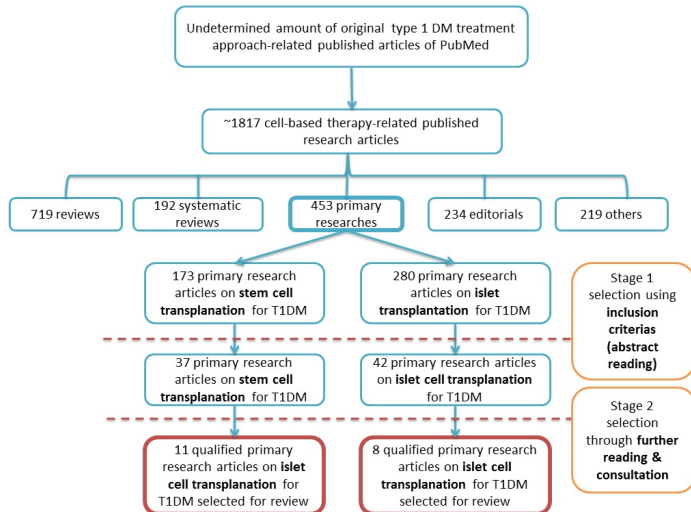 Undetermined amount of original type 1 DM treatment
approach-related published articles of PubMed
~1817 cell-based therapy-related published
research articles
719 reviews
192 systematic
reviews
453 primary
researches
234 editorials
219 others
173 primary research
articles on stem cell
transplanation for T1DM
280 primary research
articles on islet
transplantation for T1DM
Stage 1
selection using
inclusion
criterias
(abstract
reading)
37 primary research
articles on stem cell
transplanation for T1DM
42 primary research articles
on islet cell transplanation
for T1DM
Stage 2
selection
through further
reading &
consultation
11 qualified primary
research articles on islet
cell transplanation for
T1DM selected for review
8 qualified primary research
articles on islet cell
transplanation for T1DM
selected for review